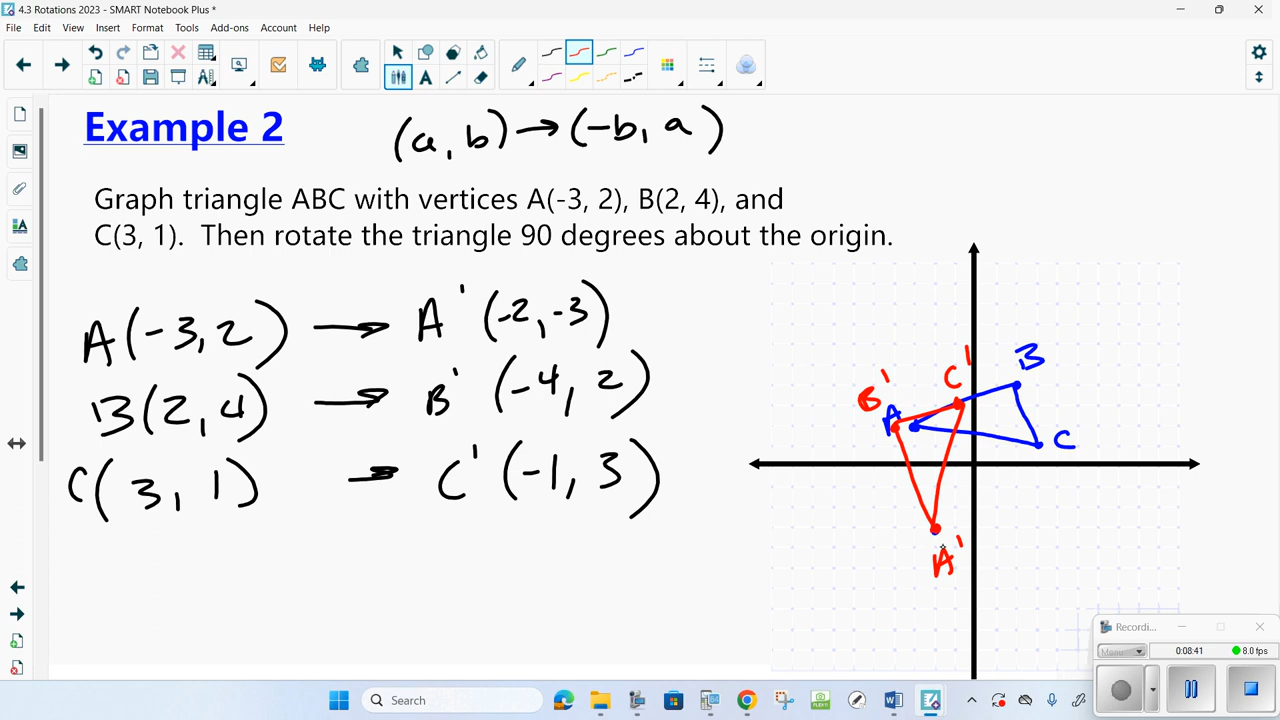 4.3 Rotations 2023 - SMART Notebook Plus *
File Edit View Insert Format Tools Add-ons Account Help
Example 2
(a, b) → (-b, a)
Graph triangle ABC with vertices A(-3, 2), B(2, 4), and
C(3, 1). Then rotate the triangle 90 degrees about the origin.
A(-3, 2) → A' (-2, -3)
B(2, 4) → B' (-4, 2)
C(3, 1) → C' (-1, 3)
B
C'
B'
A
C
A'
Recordi...
Menu
0:08:41
8.0 fps
Search